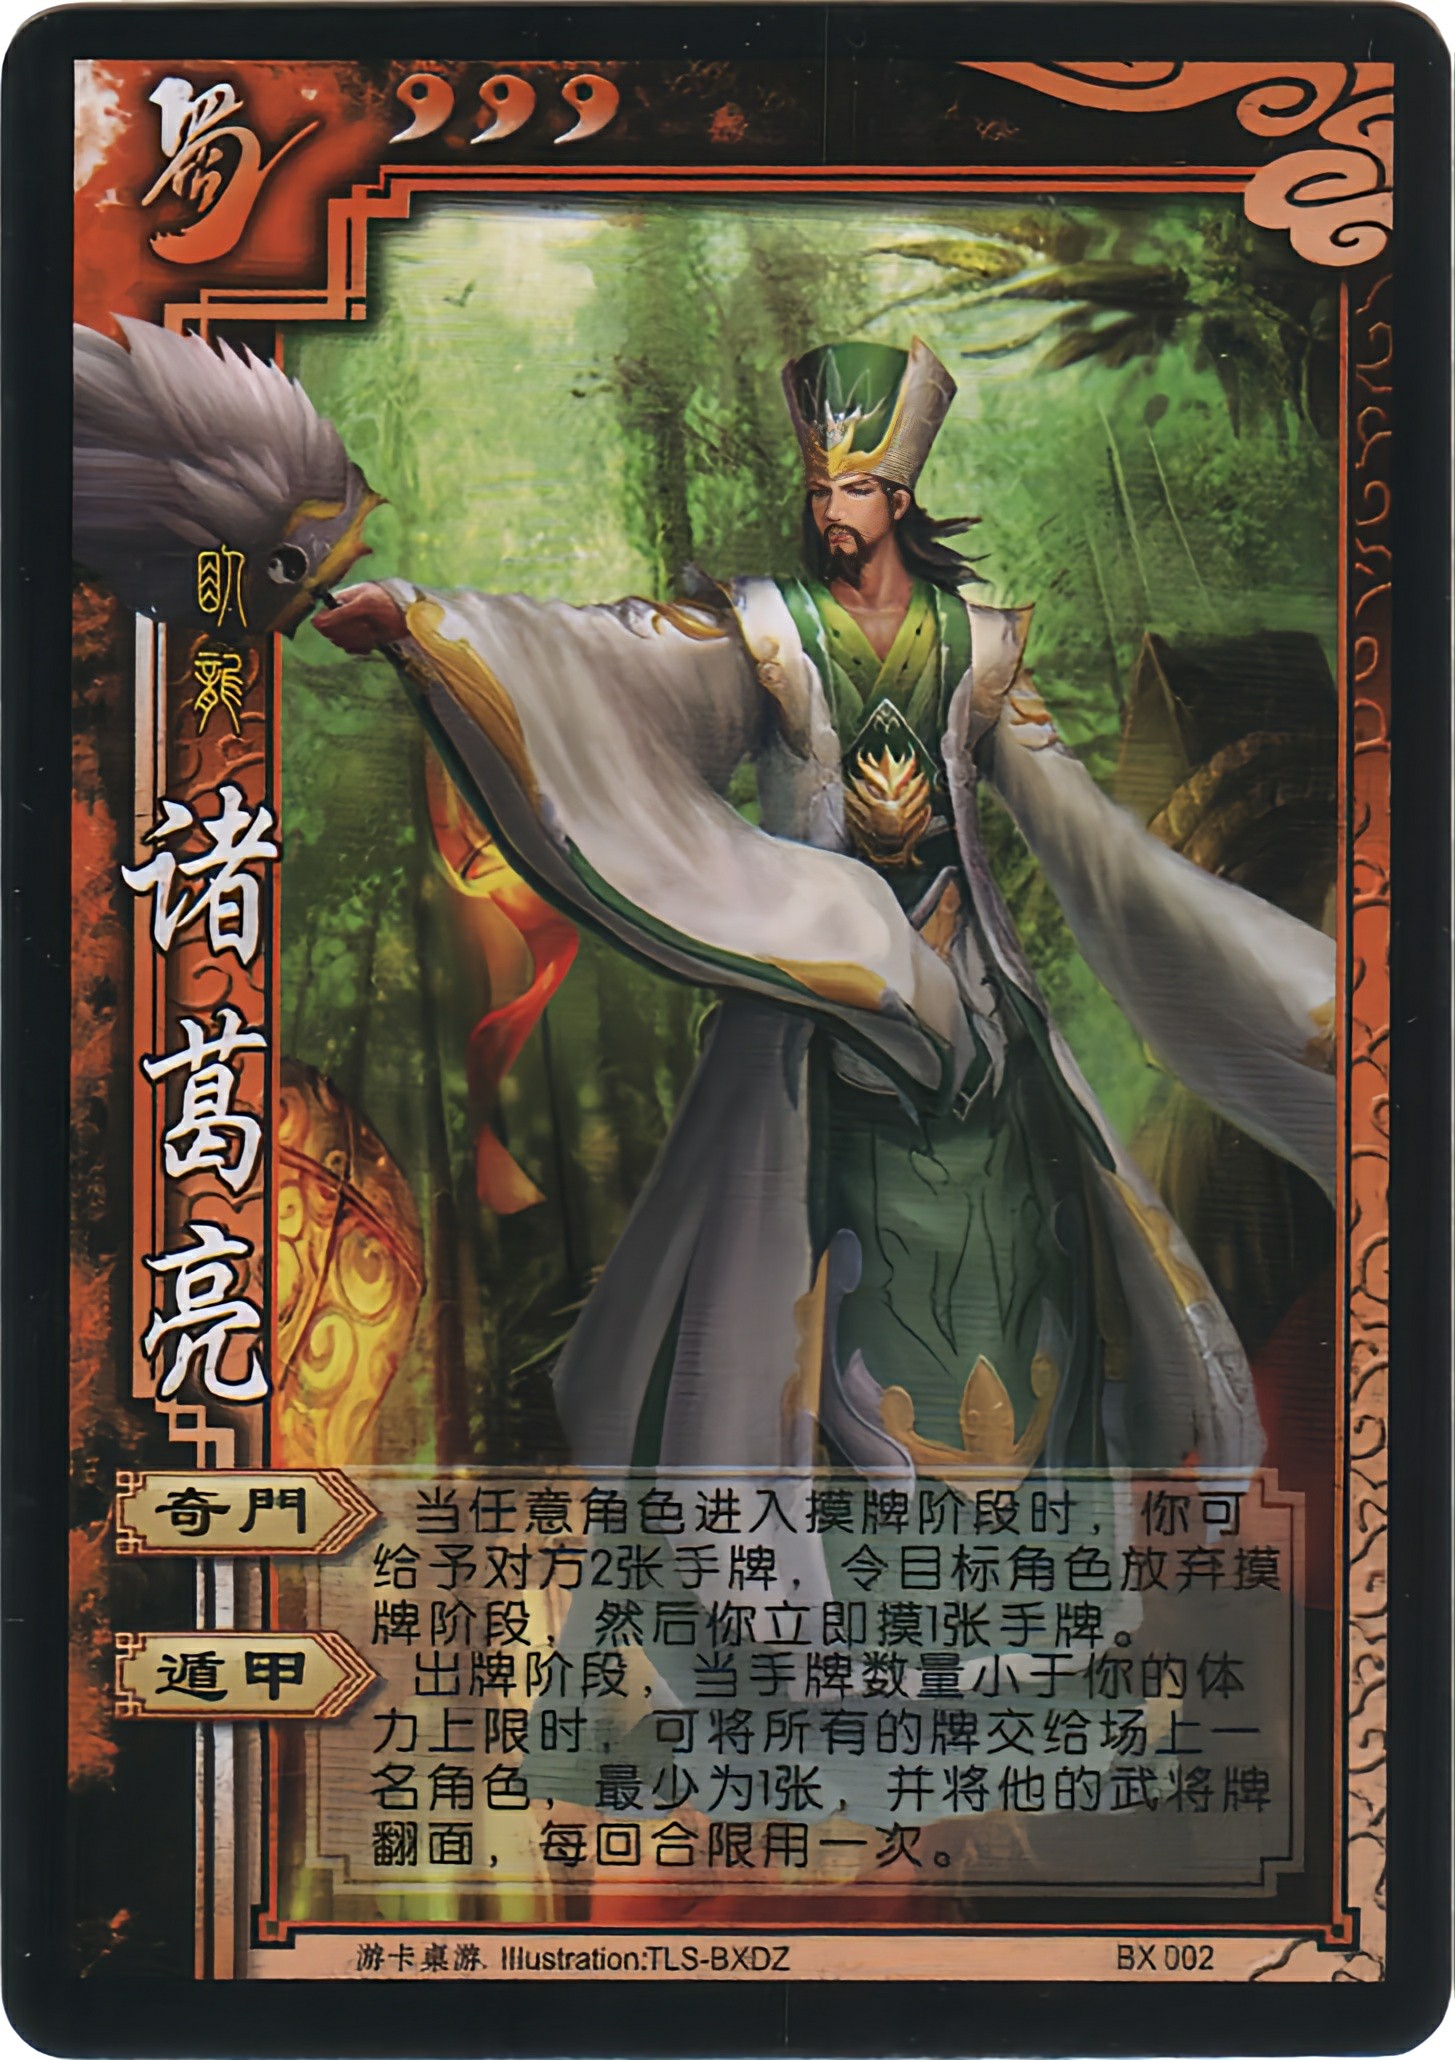 蜀
卧龍
诸葛亮
奇門
当任意角色进入摸牌阶段时，你可
给予对方2张手牌，令目标角色放弃摸
牌阶段，然后你立即摸1张手牌。
遁甲
出牌阶段，当手牌数量小于你的体
力上限时，可将所有的牌交给场上一
名角色，最少为1张，并将他的武将牌
翻面，每回合限用一次。
游卡桌游. Illustration:TLS-BXDZ
BX 002